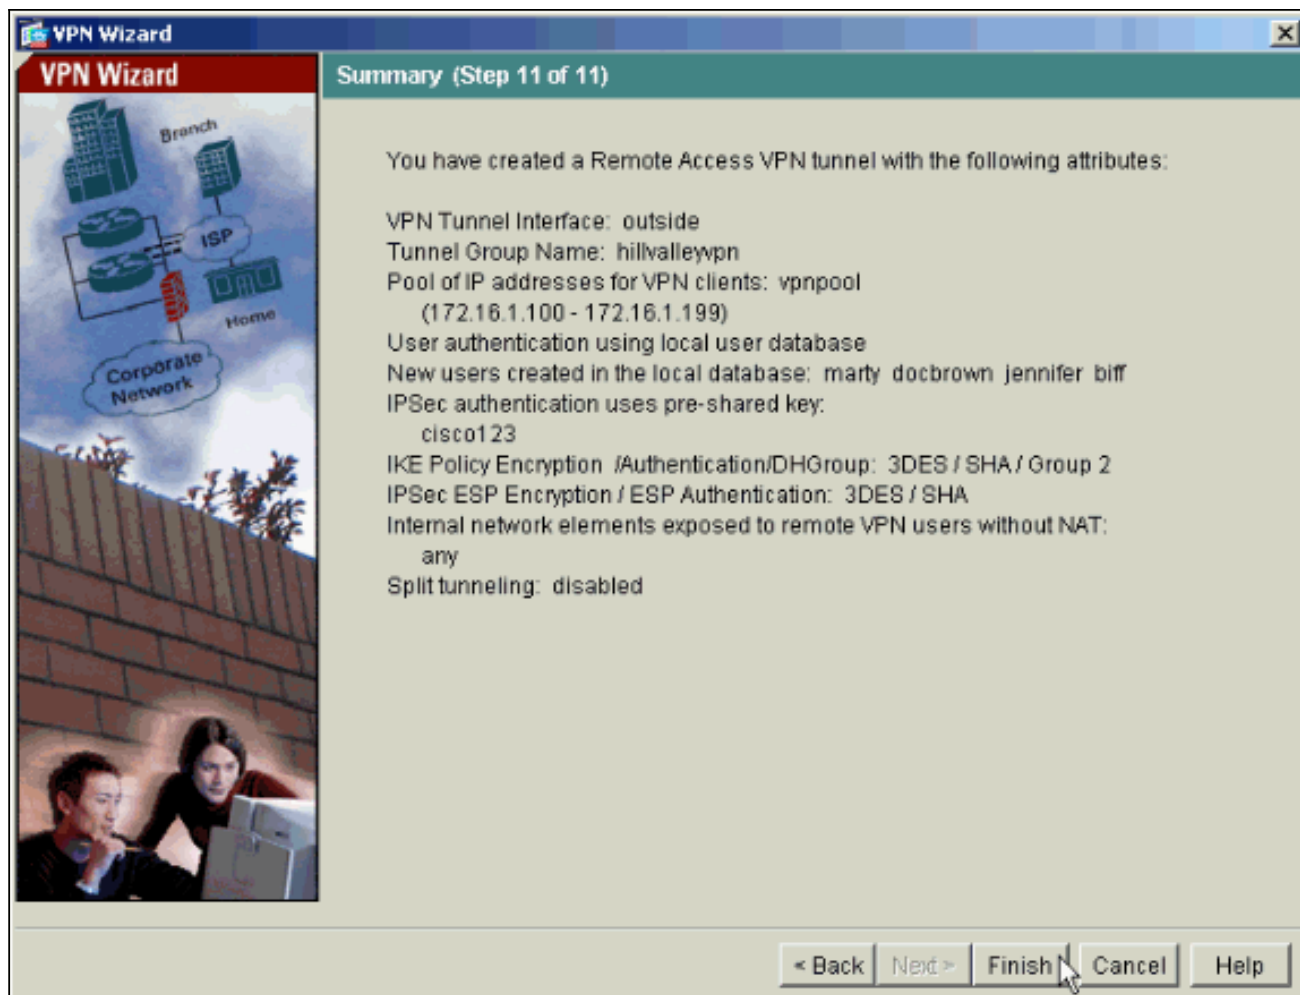 VPN Wizard
VPN Wizard
Summary (Step 11 of 11)
Branch
ISP
Home
Corporate
Network
You have created a Remote Access VPN tunnel with the following attributes:
VPN Tunnel Interface: outside
Tunnel Group Name: hillvalleyvpn
Pool of IP addresses for VPN clients: vpnpool
(172.16.1.100 - 172.16.1.199)
User authentication using local user database
New users created in the local database: marty docbrown jennifer biff
IPSec authentication uses pre-shared key:
cisco123
IKE Policy Encryption /Authentication/DHGroup: 3DES / SHA / Group 2
IPSec ESP Encryption / ESP Authentication: 3DES / SHA
Internal network elements exposed to remote VPN users without NAT:
any
Split tunneling: disabled
< Back Next > Finish Cancel Help